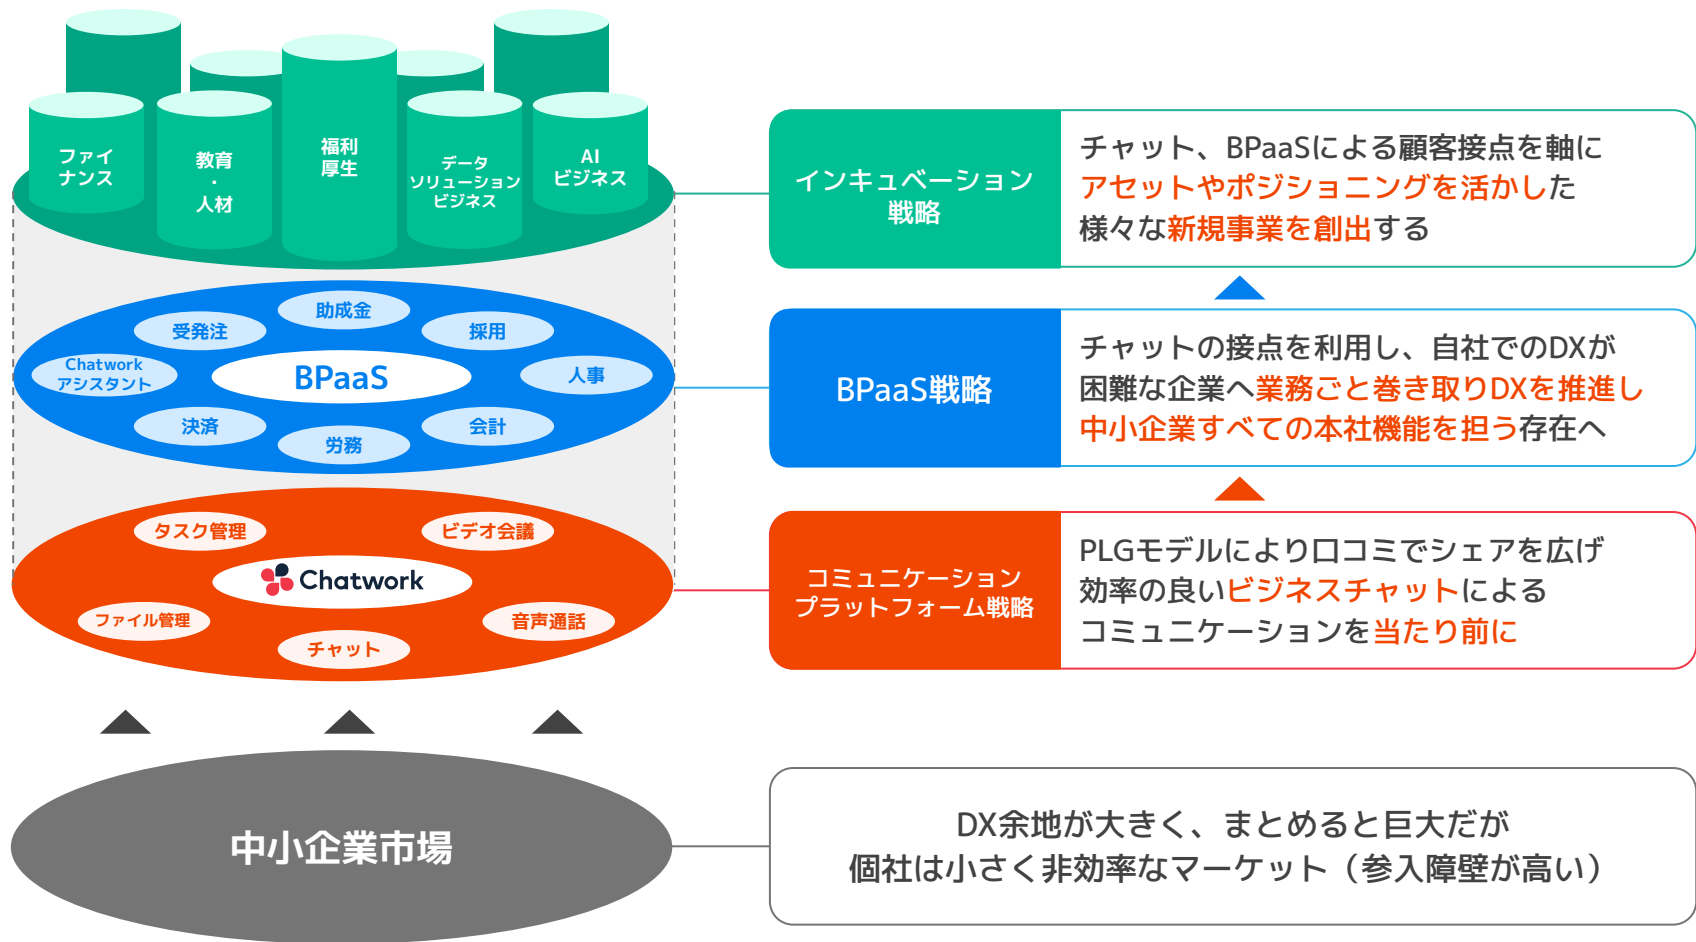 ファイ
ナンス
教育
・
人材
福利
厚生
データ
ソリューション
ビジネス
AI
ビジネス
インキュベーション
戦略
チャット、BPaaSによる顧客接点を軸に
アセットやポジショニングを活かした
様々な新規事業を創出する
助成金
受発注
採用
Chatwork
アシスタント
BPaaS
人事
決済
会計
労務
BPaaS戦略
チャットの接点を利用し、自社でのDXが
困難な企業へ業務ごと巻き取りDXを推進し
中小企業すべての本社機能を担う存在へ
タスク管理
ビデオ会議
Chatwork
ファイル管理
音声通話
チャット
コミュニケーション
プラットフォーム戦略
PLGモデルにより口コミでシェアを広げ
効率の良いビジネスチャットによる
コミュニケーションを当たり前に
中小企業市場
DX余地が大きく、まとめると巨大だが
個社は小さく非効率なマーケット（参入障壁が高い）